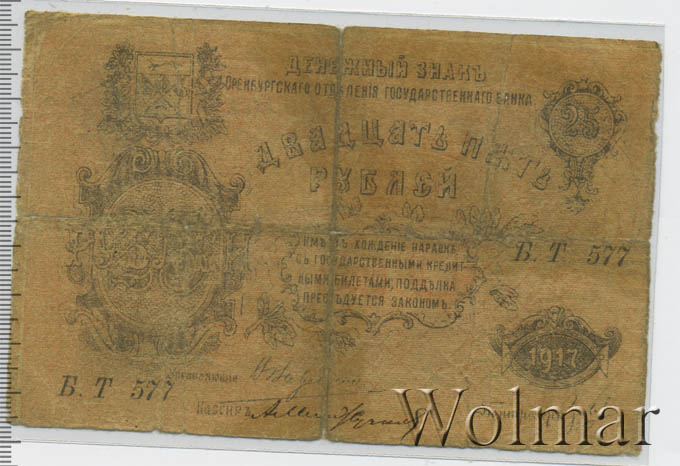 ДЕНЕЖНЫЙ ЗНАКЪ
ОРЕНБУРГСКАГО ОТДѢЛЕНІЯ ГОСУДАРСТВЕННАГО БАНКА
25
ДВАДЦАТЬ ПЯТЬ
РУБЛЕЙ
ИМѢЕТЪ ХОЖДЕНІЕ НАРАВНѢ
СЪ ГОСУДАРСТВЕННЫМИ КРЕДИТ
НЫМИ БИЛЕТАМИ, ПОДДѢЛКА
ПРЕСЛѢДУЕТСЯ ЗАКОНОМЪ.
Б. Т 577
1917
Управляющій
Б. Т 577
Кассиръ
Wolmar